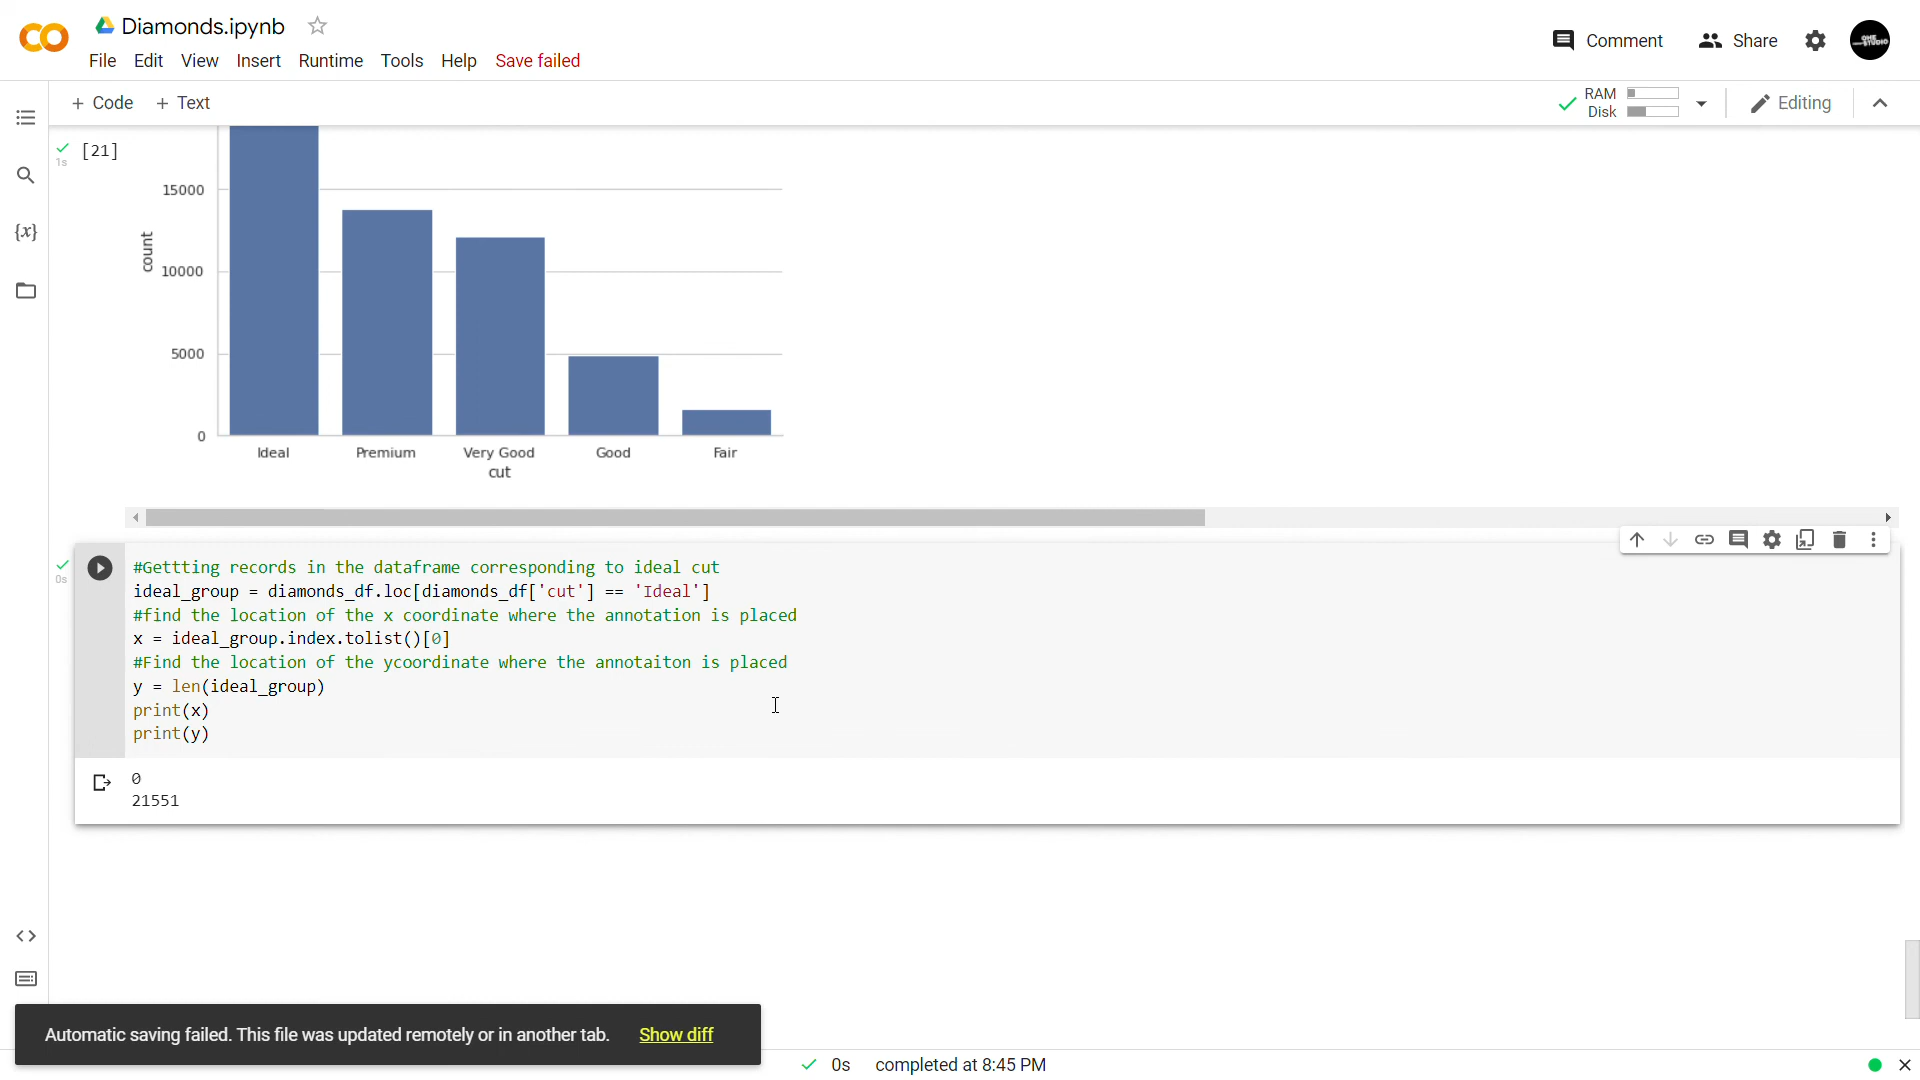 Diamonds.ipynb
File Edit View Insert Runtime Tools Help Save failed
Comment Share
+ Code + Text
RAM
Disk
Editing
1s
[21]
15000
10000
5000
0
count
Ideal Premium Very Good Good Fair
cut
{x}
0s
#Gettting records in the dataframe corresponding to ideal cut
ideal_group = diamonds_df.loc[diamonds_df['cut'] == 'Ideal']
#find the location of the x coordinate where the annotation is placed
x = ideal_group.index.tolist()[0]
#Find the location of the ycoordinate where the annotaiton is placed
y = len(ideal_group)
print(x)
print(y)
0
21551
Automatic saving failed. This file was updated remotely or in another tab. Show diff
0s completed at 8:45 PM